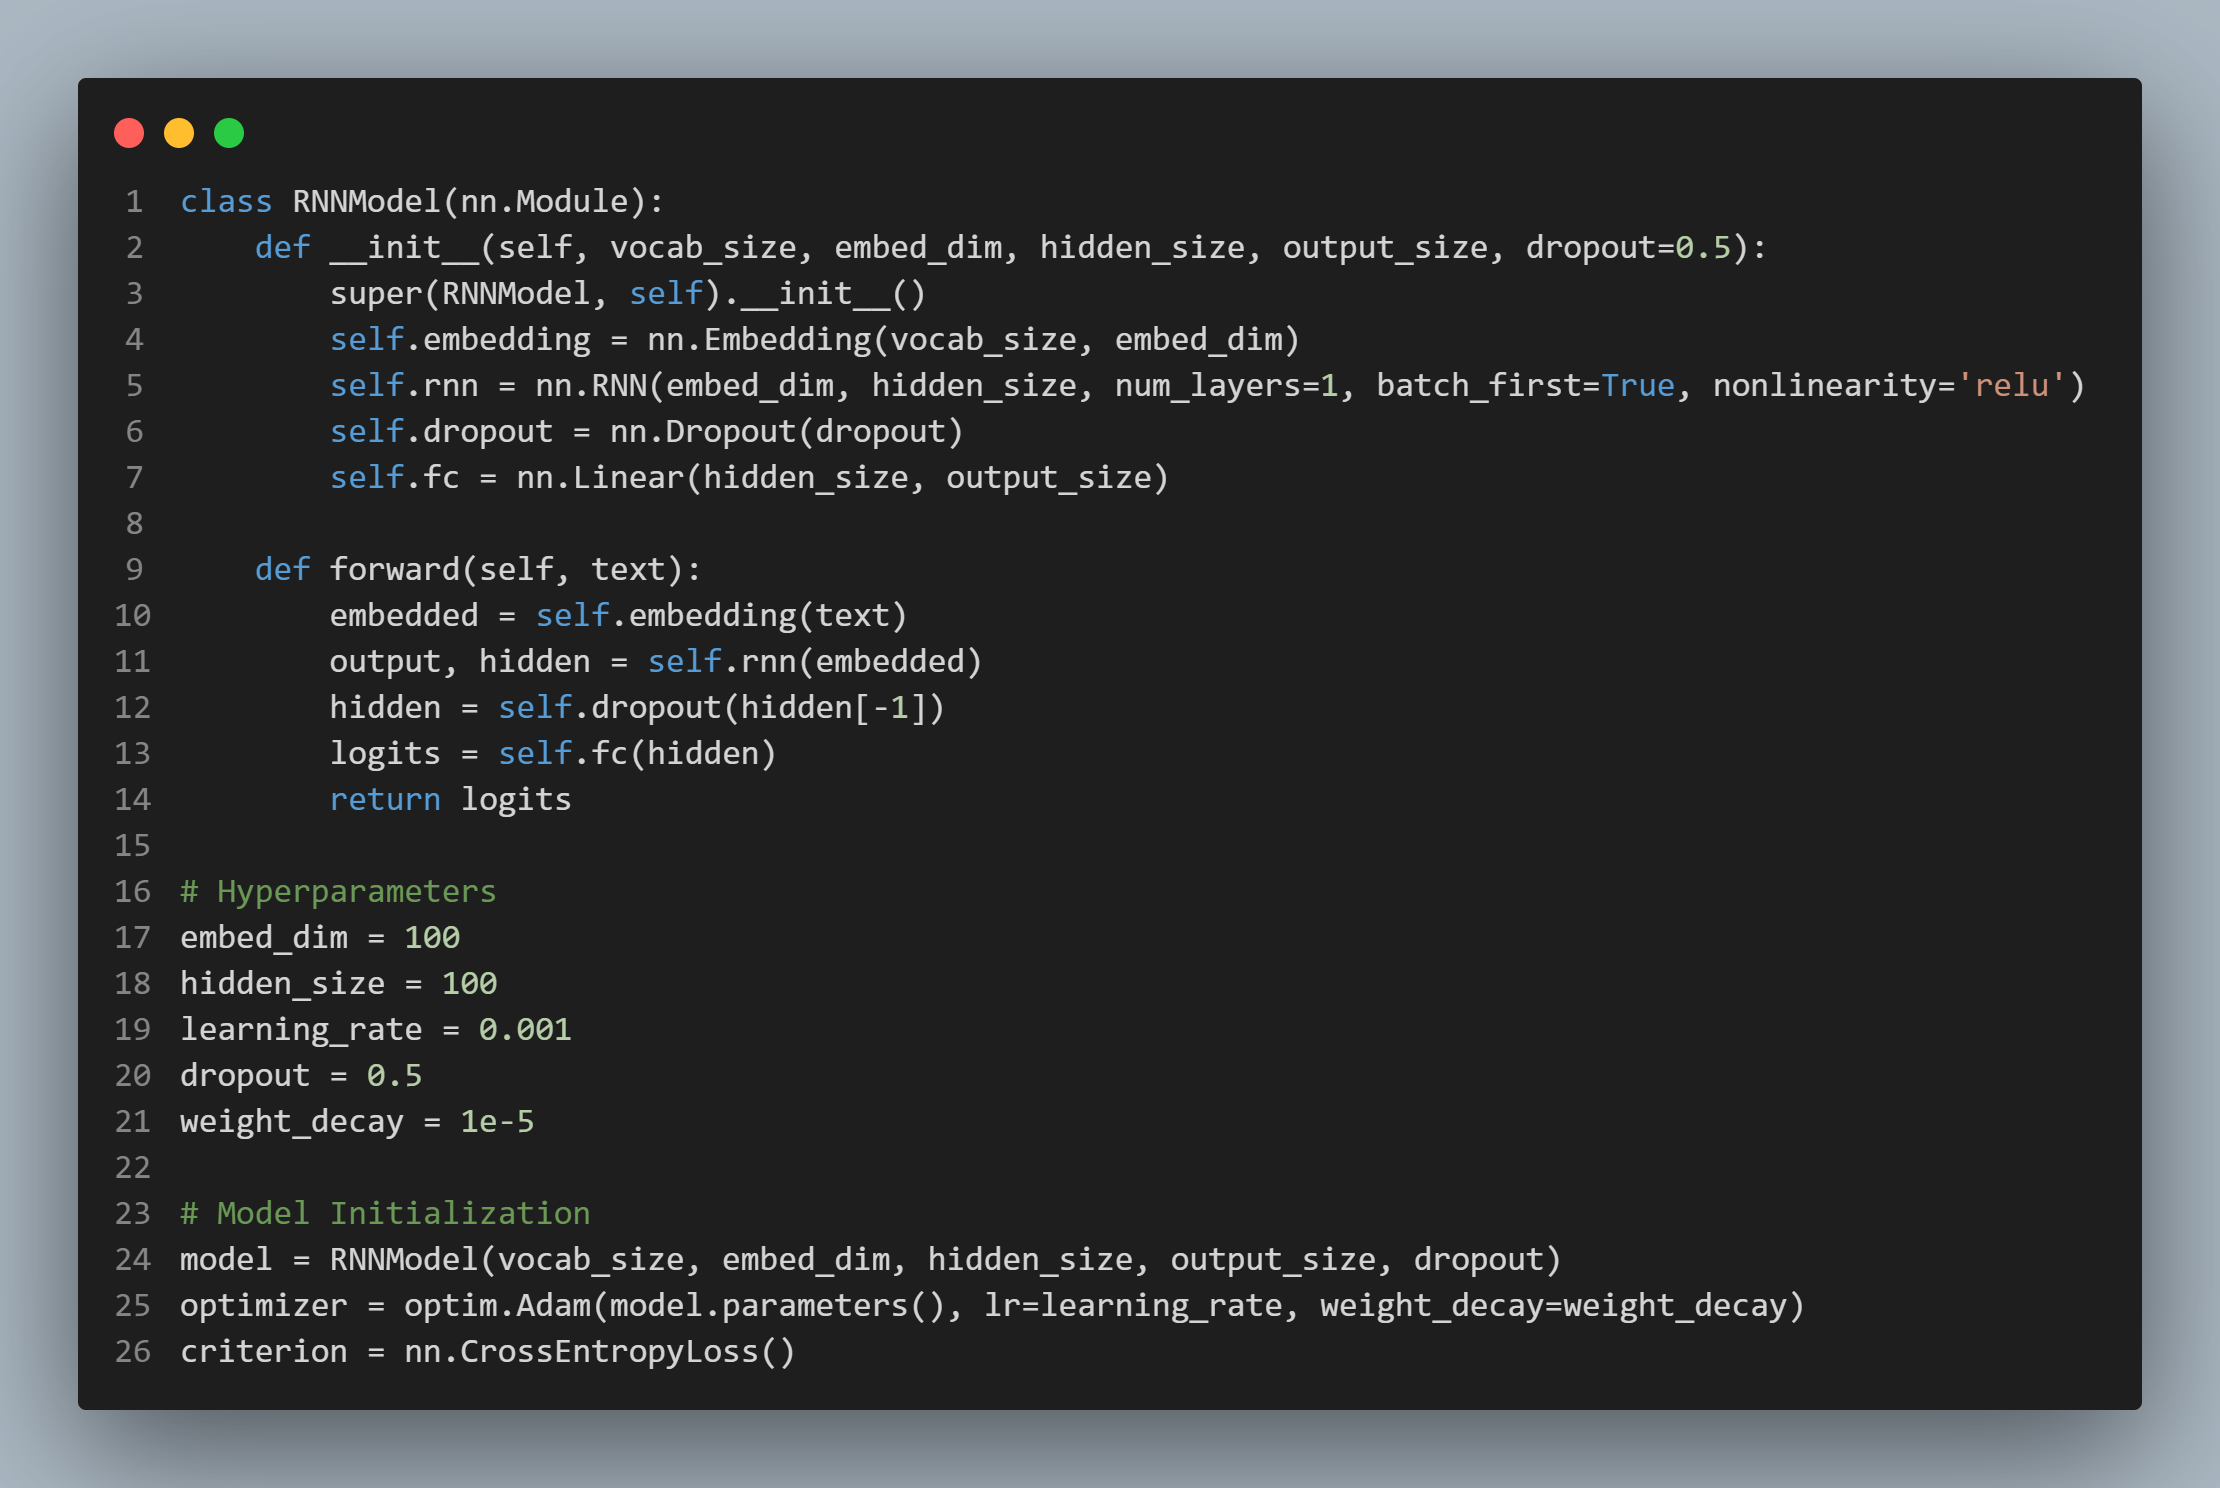 1 class RNNModel(nn.Module):
2     def __init__(self, vocab_size, embed_dim, hidden_size, output_size, dropout=0.5):
3         super(RNNModel, self).__init__()
4         self.embedding = nn.Embedding(vocab_size, embed_dim)
5         self.rnn = nn.RNN(embed_dim, hidden_size, num_layers=1, batch_first=True, nonlinearity='relu')
6         self.dropout = nn.Dropout(dropout)
7         self.fc = nn.Linear(hidden_size, output_size)
8
9     def forward(self, text):
10         embedded = self.embedding(text)
11         output, hidden = self.rnn(embedded)
12         hidden = self.dropout(hidden[-1])
13         logits = self.fc(hidden)
14         return logits
15
16 # Hyperparameters
17 embed_dim = 100
18 hidden_size = 100
19 learning_rate = 0.001
20 dropout = 0.5
21 weight_decay = 1e-5
22
23 # Model Initialization
24 model = RNNModel(vocab_size, embed_dim, hidden_size, output_size, dropout)
25 optimizer = optim.Adam(model.parameters(), lr=learning_rate, weight_decay=weight_decay)
26 criterion = nn.CrossEntropyLoss()